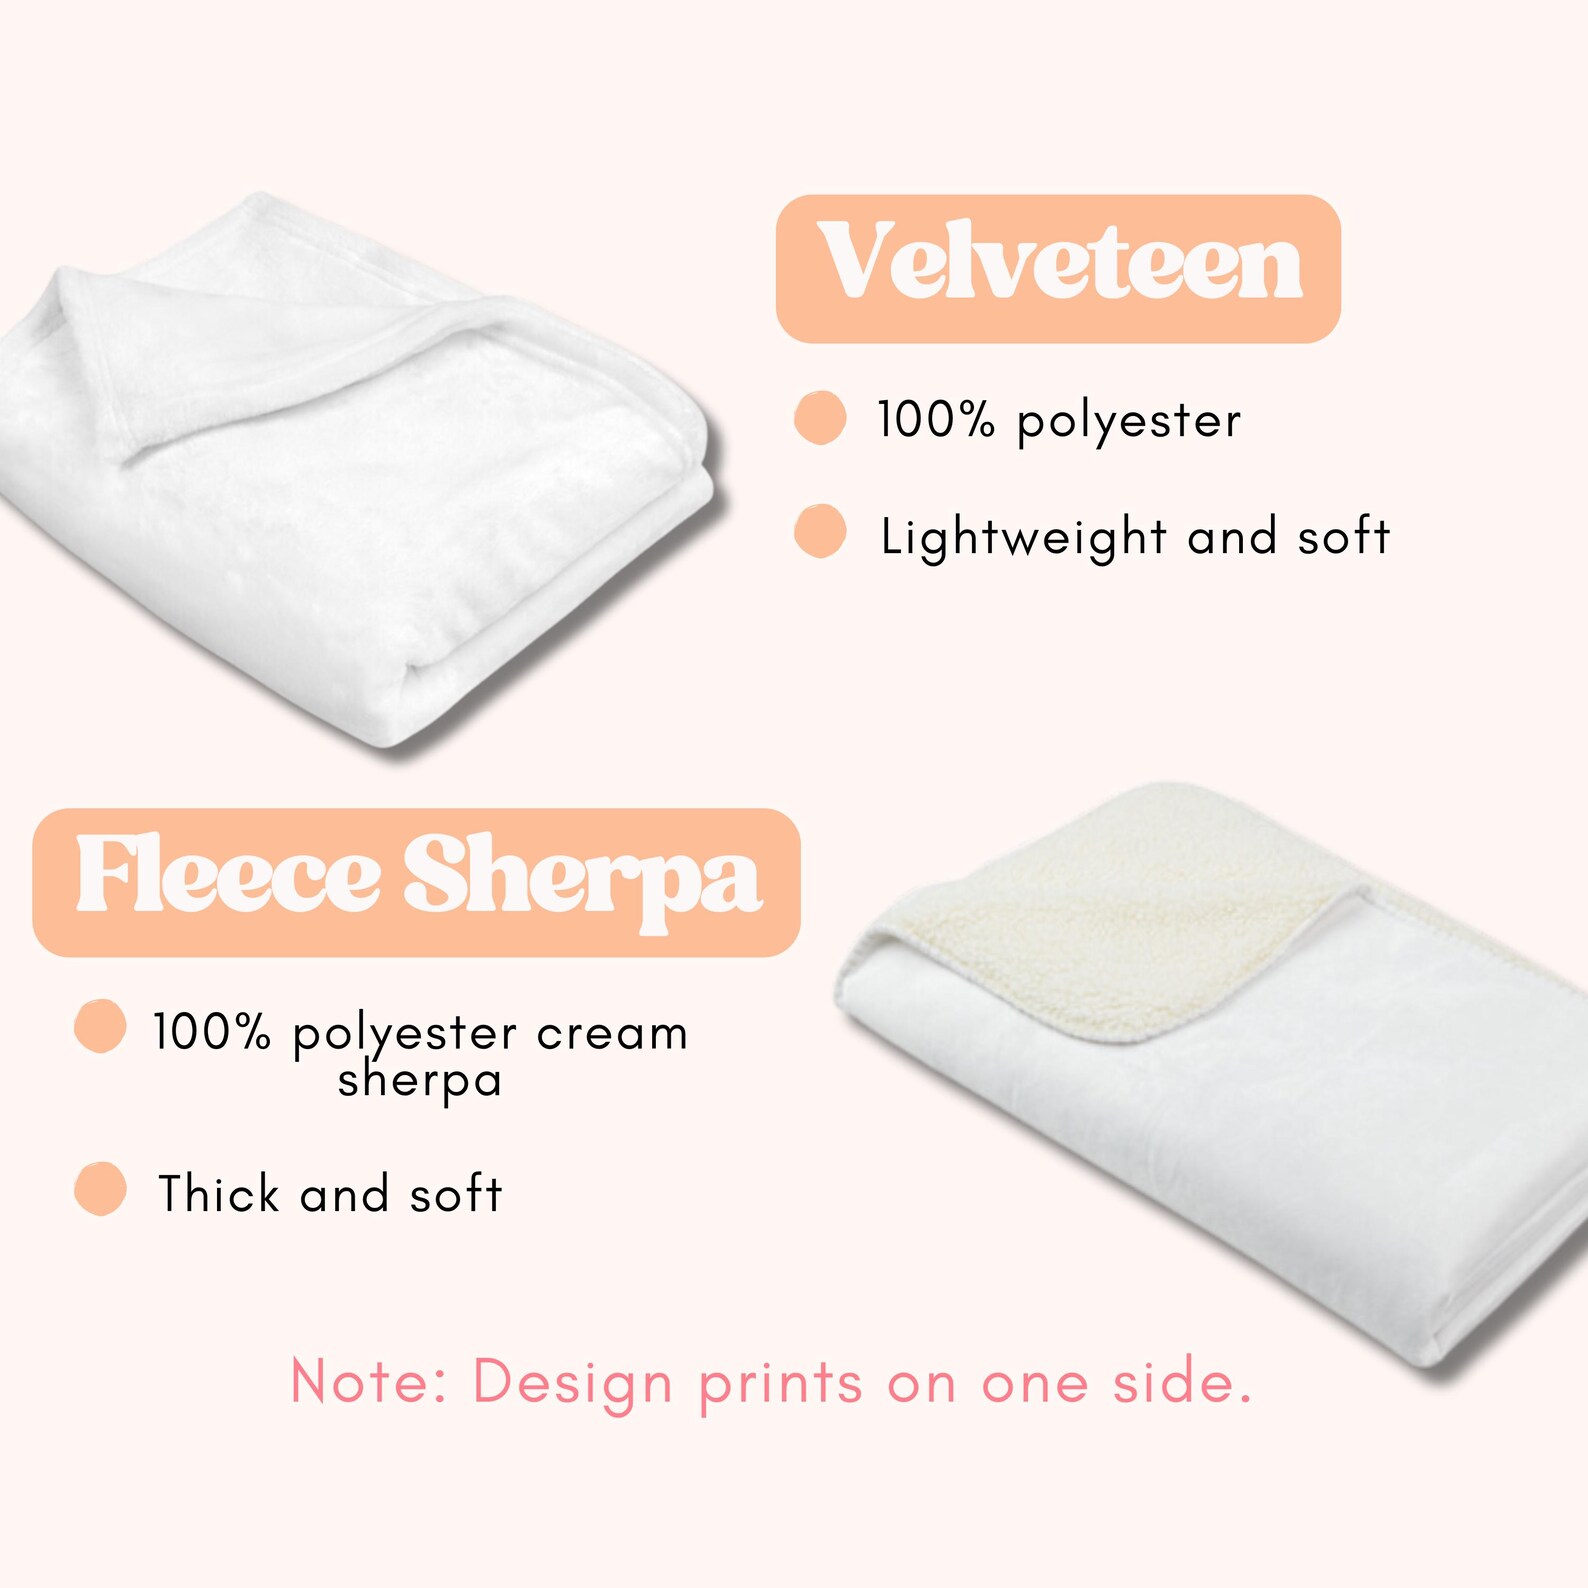 Velveteen
100% polyester
Lightweight and soft
Fleece Sherpa
100% polyester cream
sherpa
Thick and soft
Note: Design prints on one side.